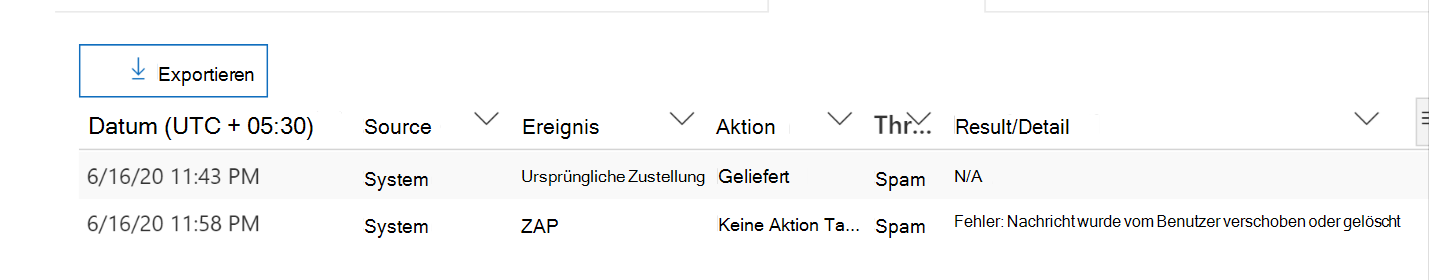 Exportieren
Datum (UTC + 05:30) Source Ereignis Aktion Thr... Result/Detail
6/16/20 11:43 PM System Ursprüngliche Zustellung Geliefert Spam N/A
6/16/20 11:58 PM System ZAP Keine Aktion Ta... Spam Fehler: Nachricht wurde vom Benutzer verschoben oder gelöscht